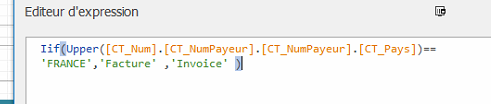 Editeur d'expression
Iif(Upper([CT_Num].[CT_NumPayeur].[CT_NumPayeur].[CT_Pays])==
'FRANCE','Facture' ,'Invoice' )